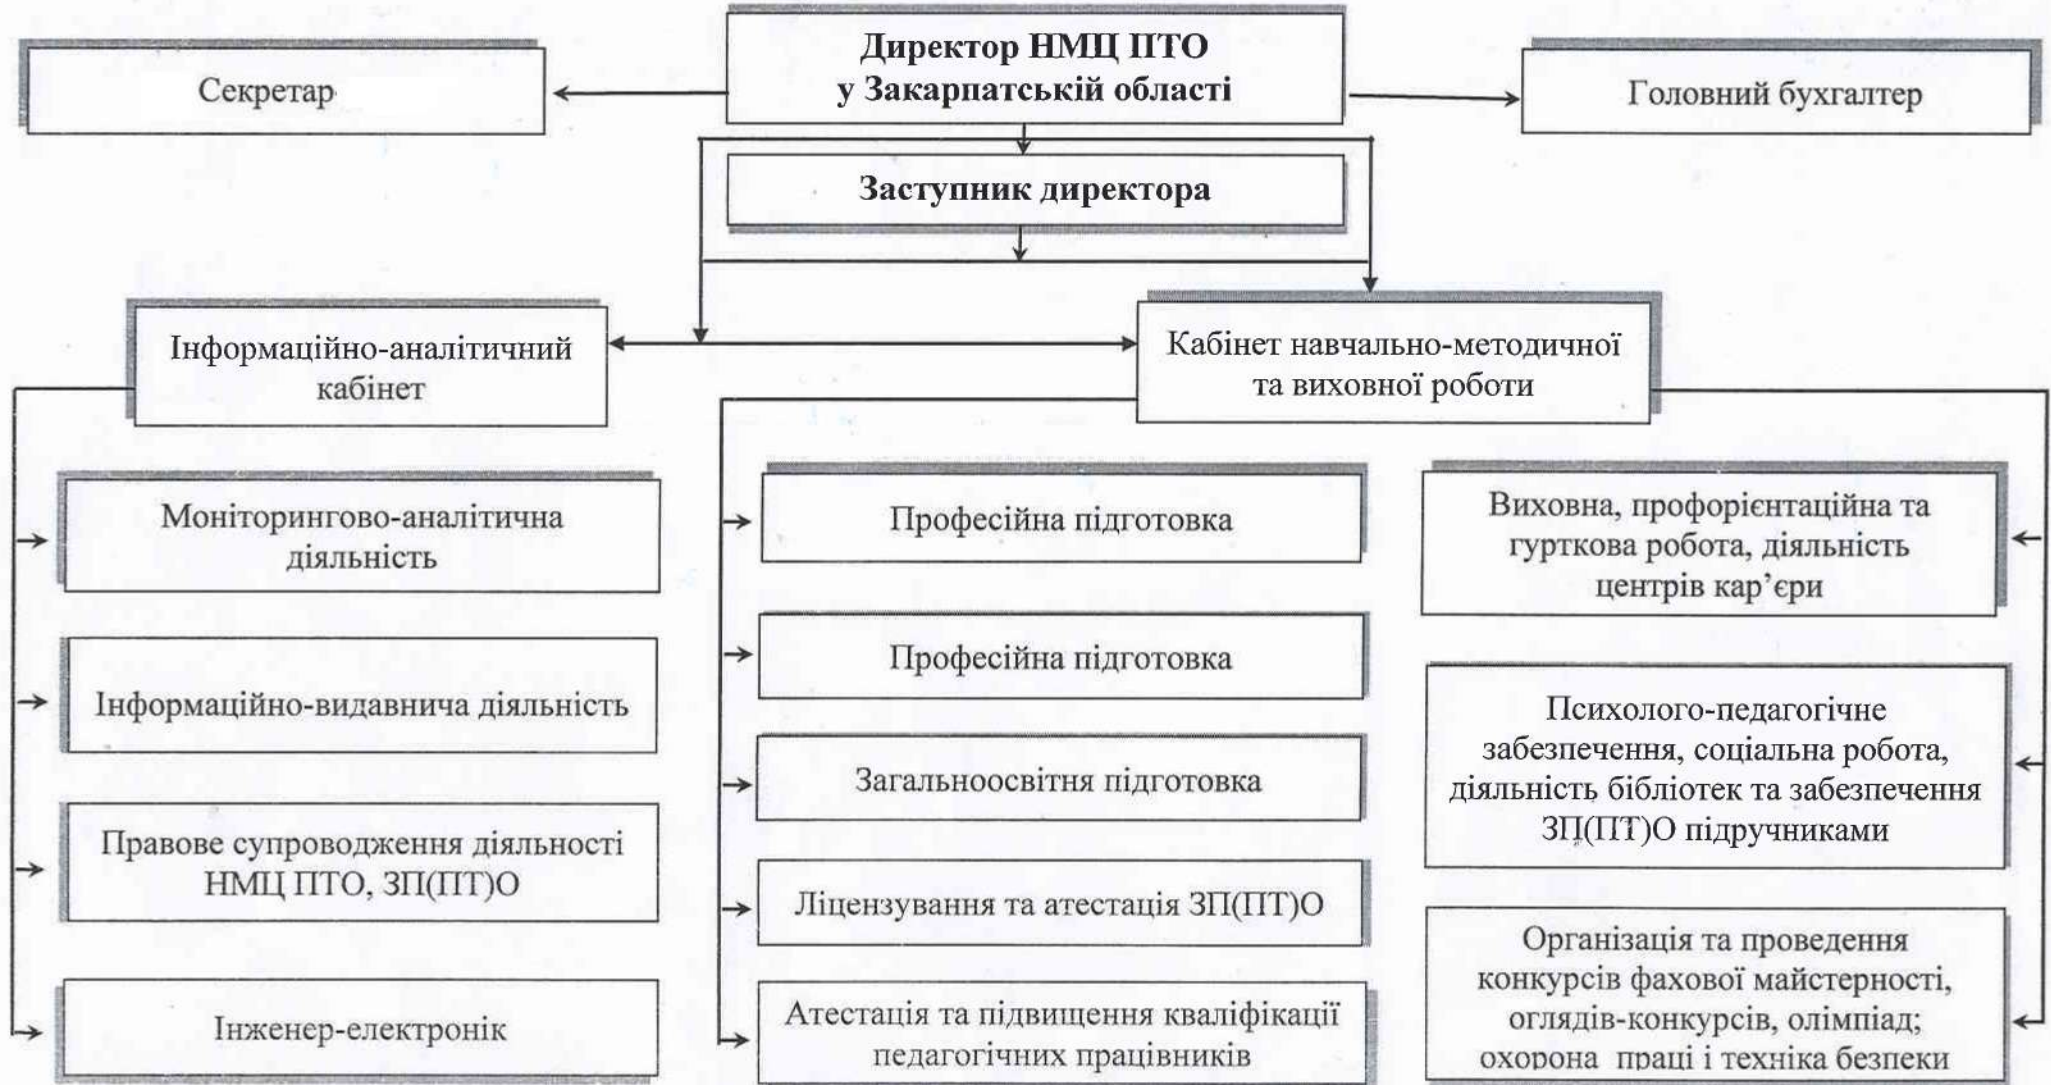 Директор НМЦ ПТО
у Закарпатській області
Секретар
Головний бухгалтер
Заступник директора
Інформаційно-аналітичний
кабінет
Кабінет навчально-методичної
та виховної роботи
Моніторингово-аналітична
діяльність
Інформаційно-видавнича діяльність
Правове супроводження діяльності
НМЦ ПТО, ЗП(ПТ)О
Інженер-електронік
Професійна підготовка
Професійна підготовка
Загальноосвітня підготовка
Ліцензування та атестація ЗП(ПТ)О
Атестація та підвищення кваліфікації
педагогічних працівників
Виховна, профорієнтаційна та
гурткова робота, діяльність
центрів кар’єри
Психолого-педагогічне
забезпечення, соціальна робота,
діяльність бібліотек та забезпечення
ЗП(ПТ)О підручниками
Організація та проведення
конкурсів фахової майстерності,
оглядів-конкурсів, олімпіад;
охорона праці і техніка безпеки